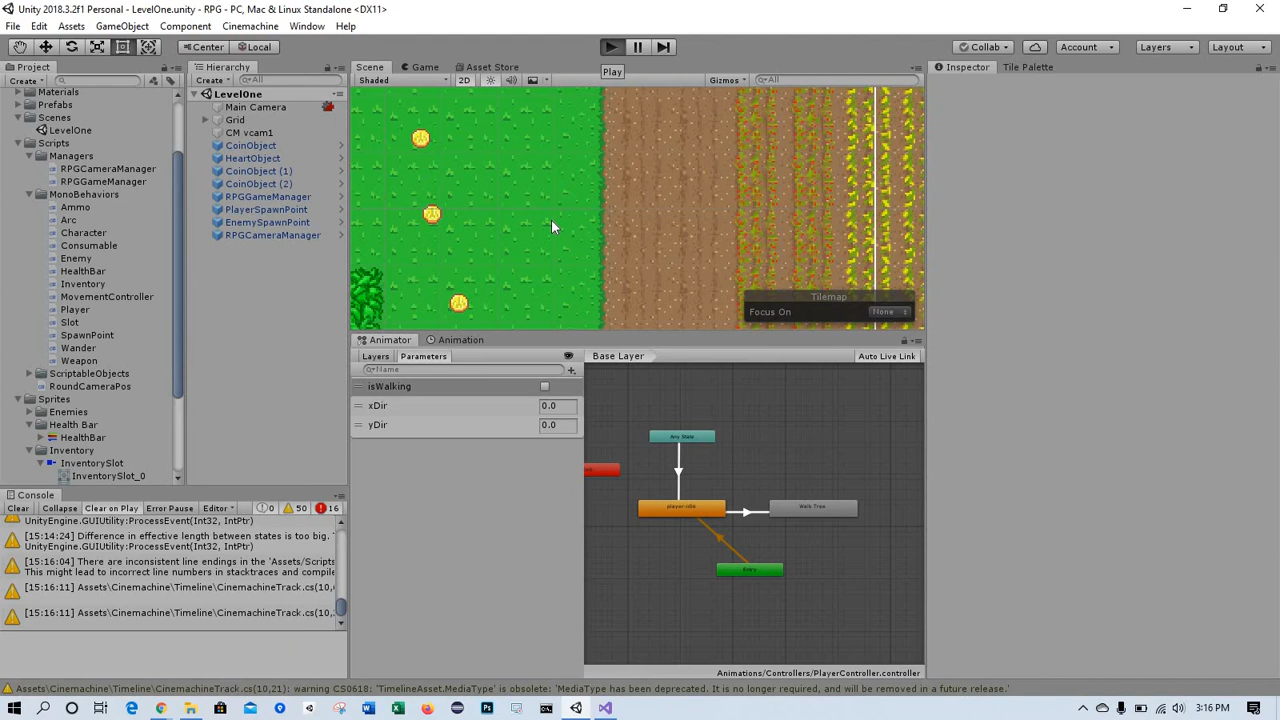 Unity 2018.3.2f1 Personal - LevelOne.unity - RPG - PC, Mac & Linux Standalone <DX11>
File Edit Assets GameObject Component Cinemachine Window Help
Center Local Collab Account Layers Layout
Project Hierarchy Scene Game Asset Store Inspector Tile Palette
Create Create All Shaded 2D Gizmos All
Play
Materials
Prefabs
Scenes
LevelOne
Scripts
Managers
RPGCameraManager
RPGGameManager
MonoBehaviors
Ammo
Arc
Character
Consumable
Enemy
HealthBar
Inventory
MovementController
Player
Slot
SpawnPoint
Wander
Weapon
ScriptableObjects
RoundCameraPos
Sprites
Enemies
Health Bar
HealthBar
Inventory
InventorySlot
InventorySlot_0
LevelOne
Main Camera
Grid
CM vcam1
CoinObject
HeartObject
CoinObject (1)
CoinObject (2)
RPGGameManager
PlayerSpawnPoint
EnemySpawnPoint
RPGCameraManager
Tilemap
Focus On None
Animator Animation
Layers Parameters Base Layer Auto Live Link
Name
isWalking
xDir 0.0
yDir 0.0
Any State
player-idle
Walk Tree
Entry
Animations/Controllers/PlayerController.controller
Console
Clear Collapse Clear on Play Error Pause Editor 0 50 16
UnityEngine.GUIUtility:ProcessEvent(Int32, IntPtr)
[15:14:24] Difference in effective length between states is too big.
UnityEngine.GUIUtility:ProcessEvent(Int32, IntPtr)
[15:16:04] There are inconsistent line endings in the 'Assets/Scripts
This might lead to incorrect line numbers in stacktraces and compile
[15:16:11] Assets\Cinemachine\Timeline\CinemachineTrack.cs(10,
[15:16:11] Assets\Cinemachine\Timeline\CinemachineTrack.cs(10,
Assets\Cinemachine\Timeline\CinemachineTrack.cs(10,21): warning CS0618: 'TimelineAsset.MediaType' is obsolete: 'MediaType has been deprecated. It is no longer required, and will be removed in a future release.'
3:16 PM